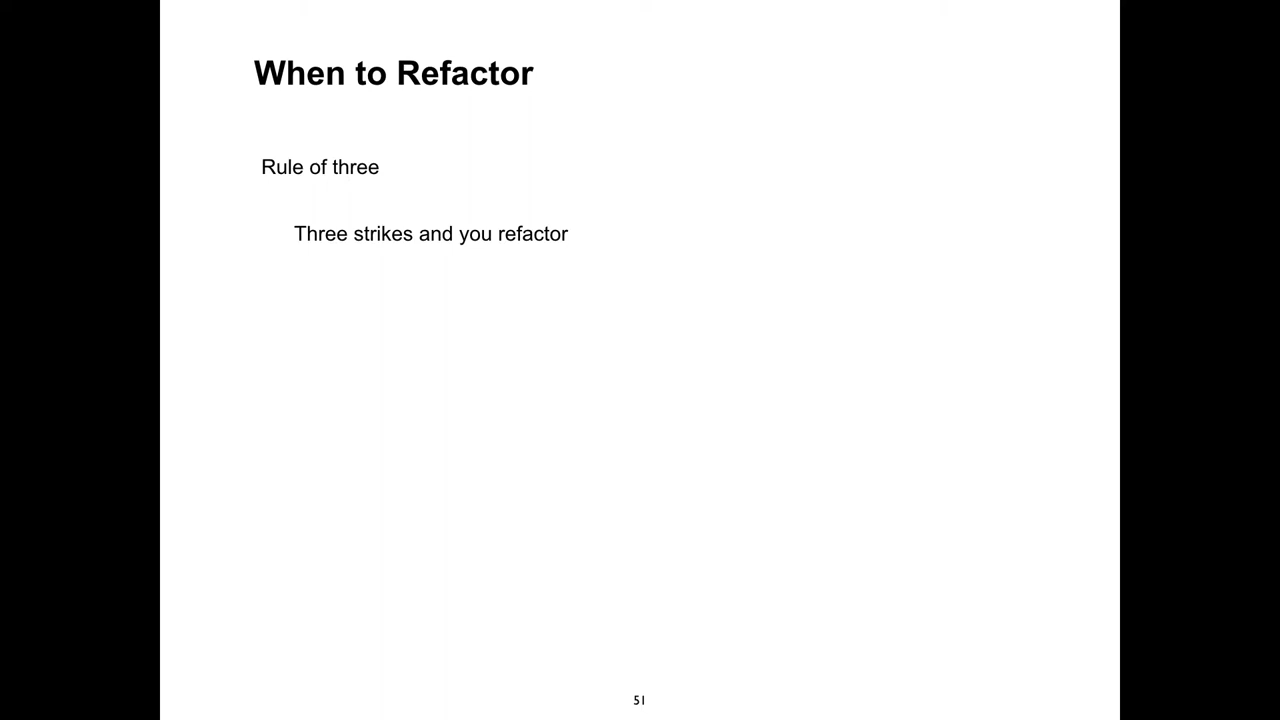 When to Refactor
Rule of three
Three strikes and you refactor
51